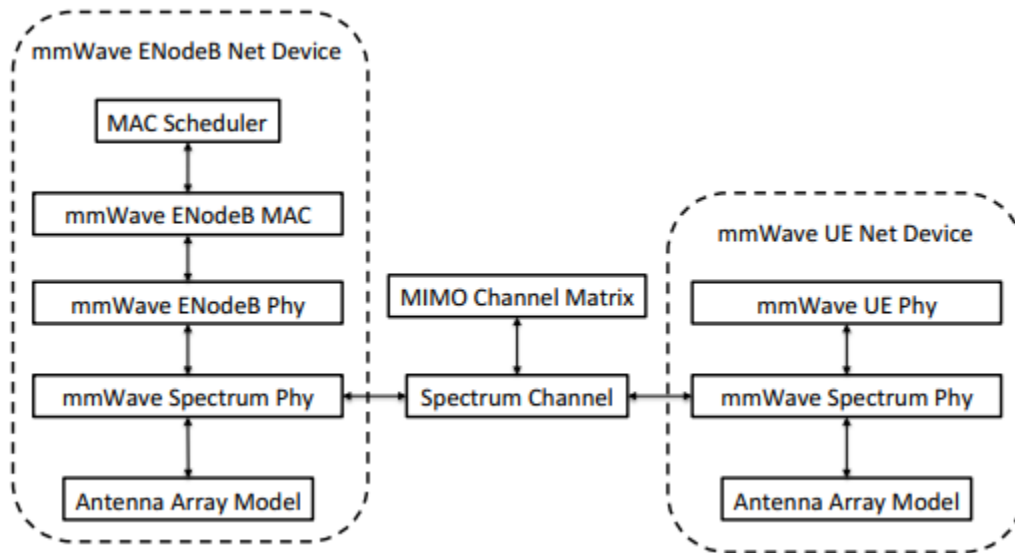 mmWave ENodeB Net Device
MAC Scheduler
mmWave ENodeB MAC
mmWave ENodeB Phy
mmWave Spectrum Phy
Antenna Array Model
MIMO Channel Matrix
Spectrum Channel
mmWave UE Net Device
mmWave UE Phy
mmWave Spectrum Phy
Antenna Array Model